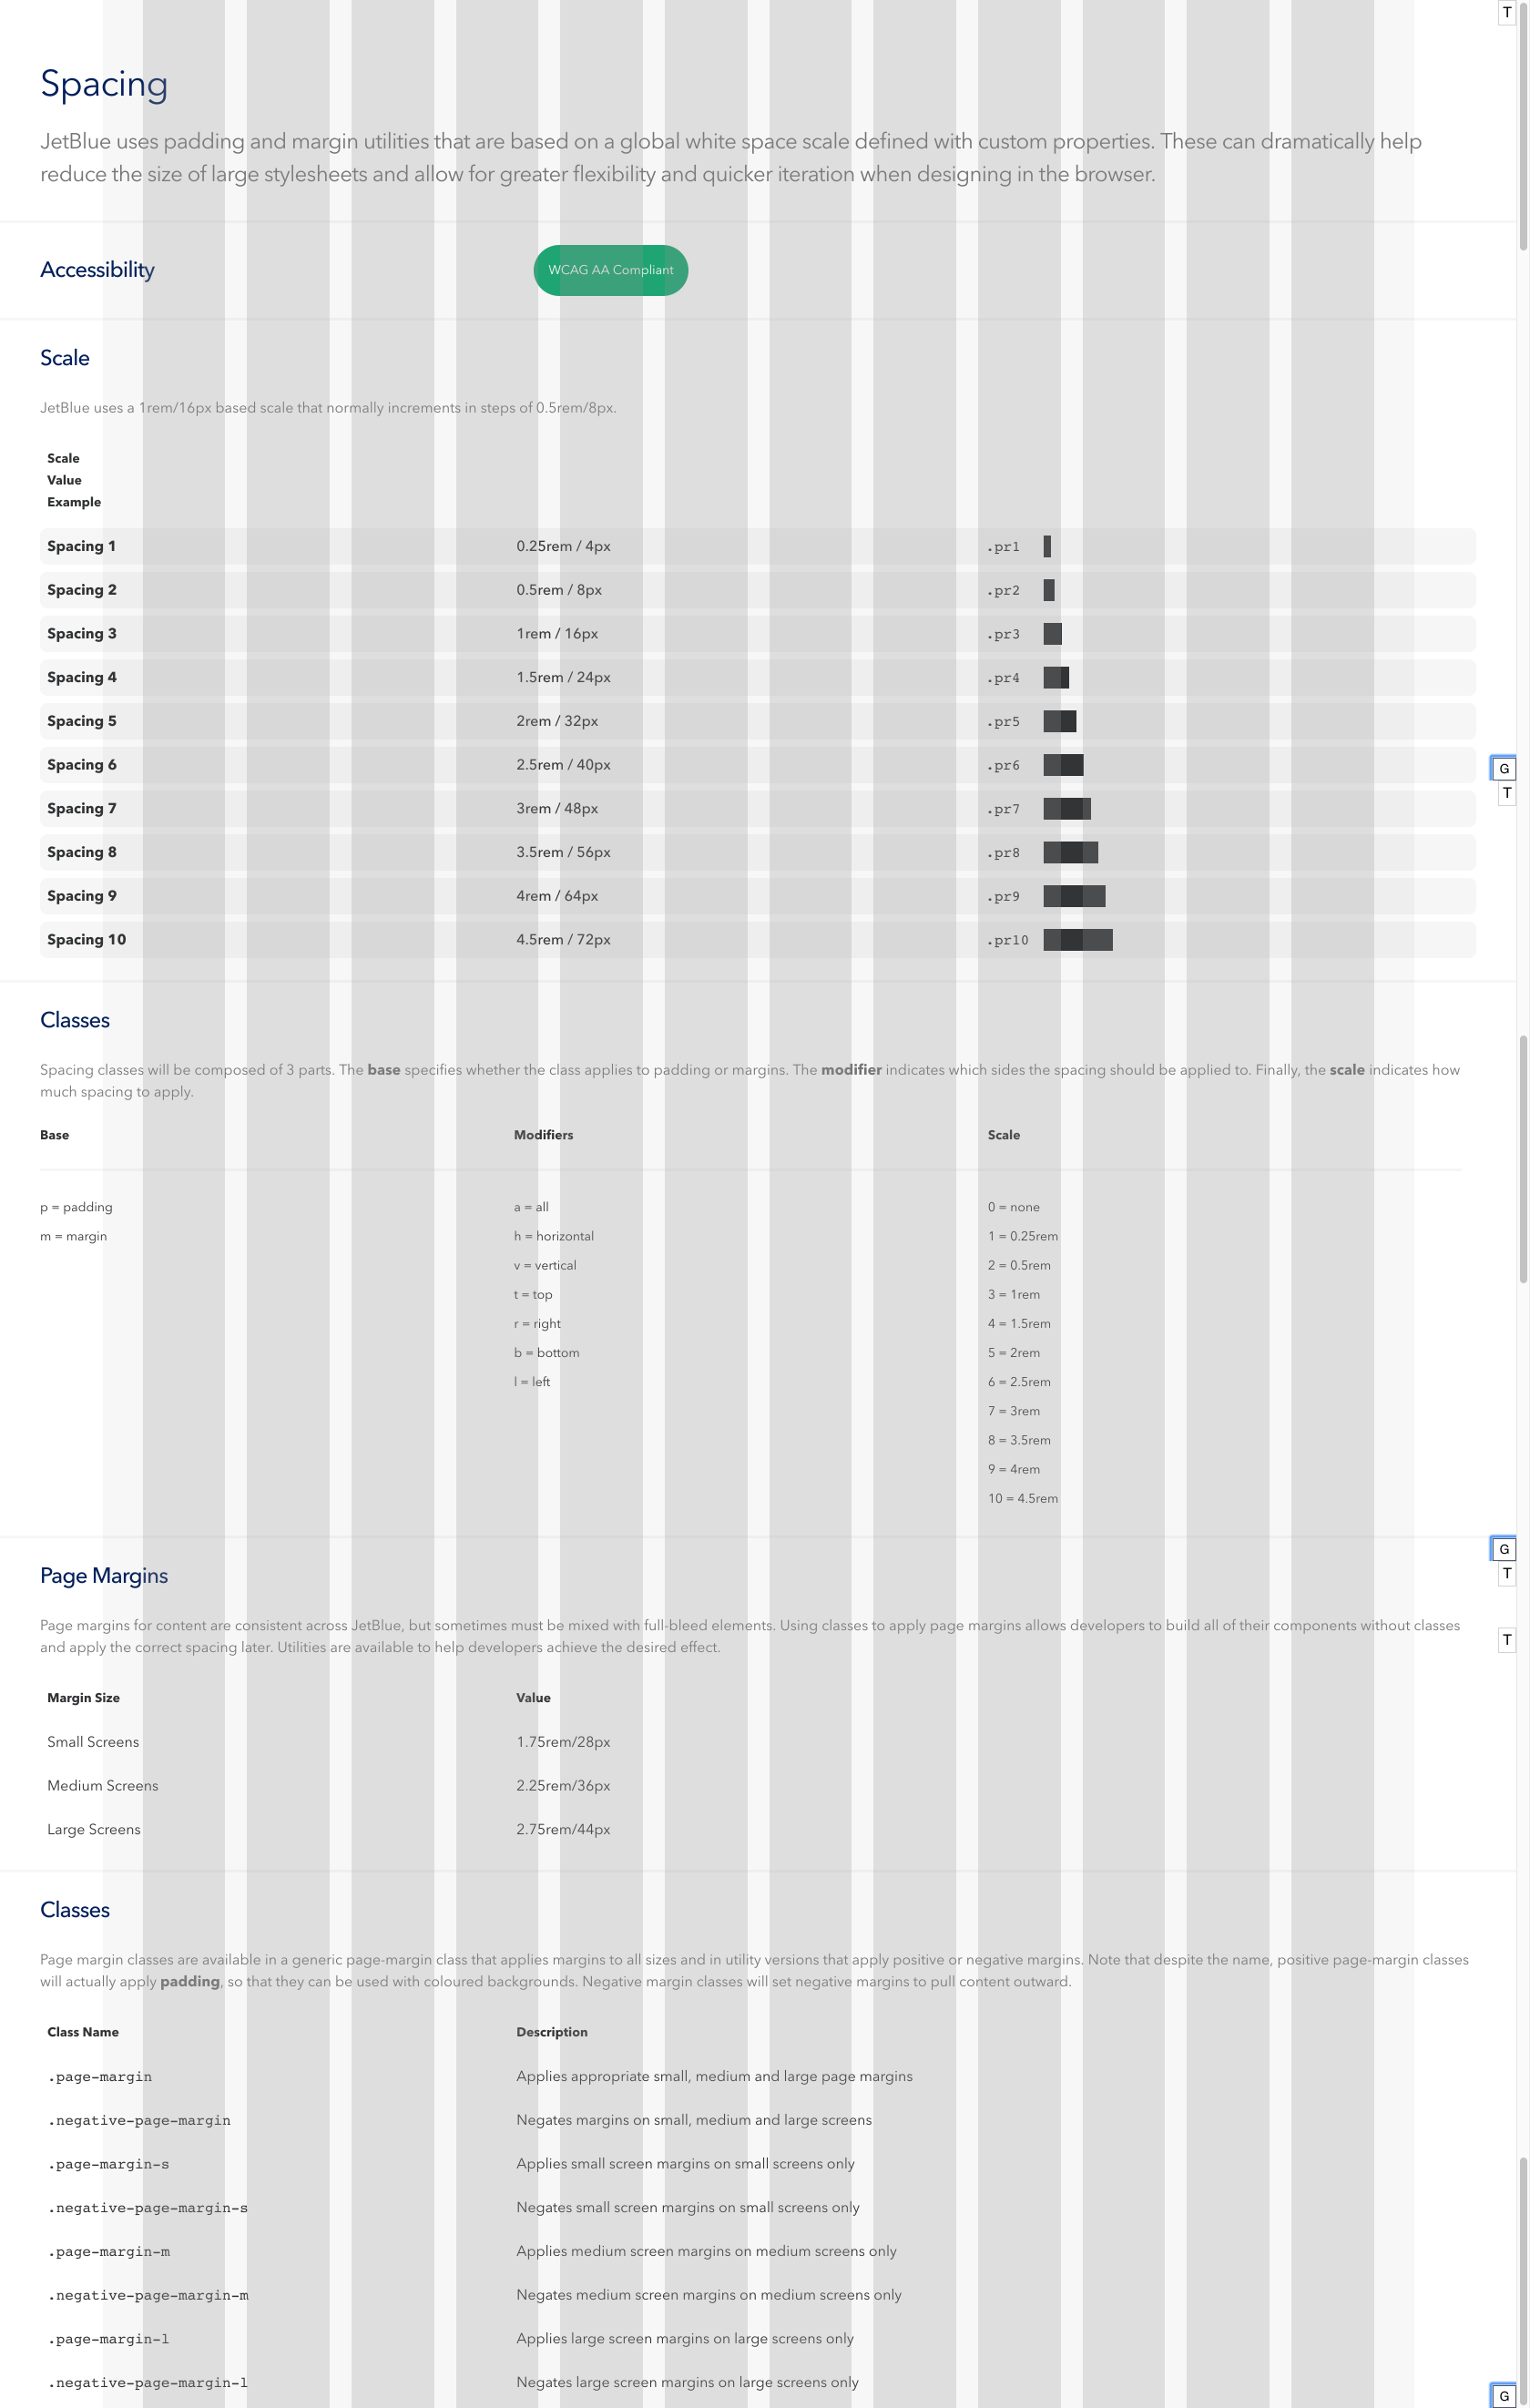 T
Spacing
JetBlue uses padding and margin utilities that are based on a global white space scale defined with custom properties. These can dramatically help
reduce the size of large stylesheets and allow for greater flexibility and quicker iteration when designing in the browser.
Accessibility WCAG AA Compliant
Scale
JetBlue uses a 1rem/16px based scale that normally increments in steps of 0.5rem/8px.
Scale
Value
Example
Spacing 1 0.25rem / 4px .pr1
Spacing 2 0.5rem / 8px .pr2
Spacing 3 1rem / 16px .pr3
Spacing 4 1.5rem / 24px .pr4
Spacing 5 2rem / 32px .pr5
Spacing 6 2.5rem / 40px .pr6
G
T
Spacing 7 3rem / 48px .pr7
Spacing 8 3.5rem / 56px .pr8
Spacing 9 4rem / 64px .pr9
Spacing 10 4.5rem / 72px .pr10
Classes
Spacing classes will be composed of 3 parts. The base specifies whether the class applies to padding or margins. The modifier indicates which sides the spacing should be applied to. Finally, the scale indicates how
much spacing to apply.
Base Modifiers Scale
p = padding a = all 0 = none
m = margin h = horizontal 1 = 0.25rem
v = vertical 2 = 0.5rem
t = top 3 = 1rem
r = right 4 = 1.5rem
b = bottom 5 = 2rem
l = left 6 = 2.5rem
7 = 3rem
8 = 3.5rem
9 = 4rem
10 = 4.5rem
G
T
Page Margins
Page margins for content are consistent across JetBlue, but sometimes must be mixed with full-bleed elements. Using classes to apply page margins allows developers to build all of their components without classes
and apply the correct spacing later. Utilities are available to help developers achieve the desired effect.
T
Margin Size Value
Small Screens 1.75rem/28px
Medium Screens 2.25rem/36px
Large Screens 2.75rem/44px
Classes
Page margin classes are available in a generic page-margin class that applies margins to all sizes and in utility versions that apply positive or negative margins. Note that despite the name, positive page-margin classes
will actually apply padding, so that they can be used with coloured backgrounds. Negative margin classes will set negative margins to pull content outward.
Class Name Description
.page-margin Applies appropriate small, medium and large page margins
.negative-page-margin Negates margins on small, medium and large screens
.page-margin-s Applies small screen margins on small screens only
.negative-page-margin-s Negates small screen margins on small screens only
.page-margin-m Applies medium screen margins on medium screens only
.negative-page-margin-m Negates medium screen margins on medium screens only
.page-margin-l Applies large screen margins on large screens only
.negative-page-margin-l Negates large screen margins on large screens only
G